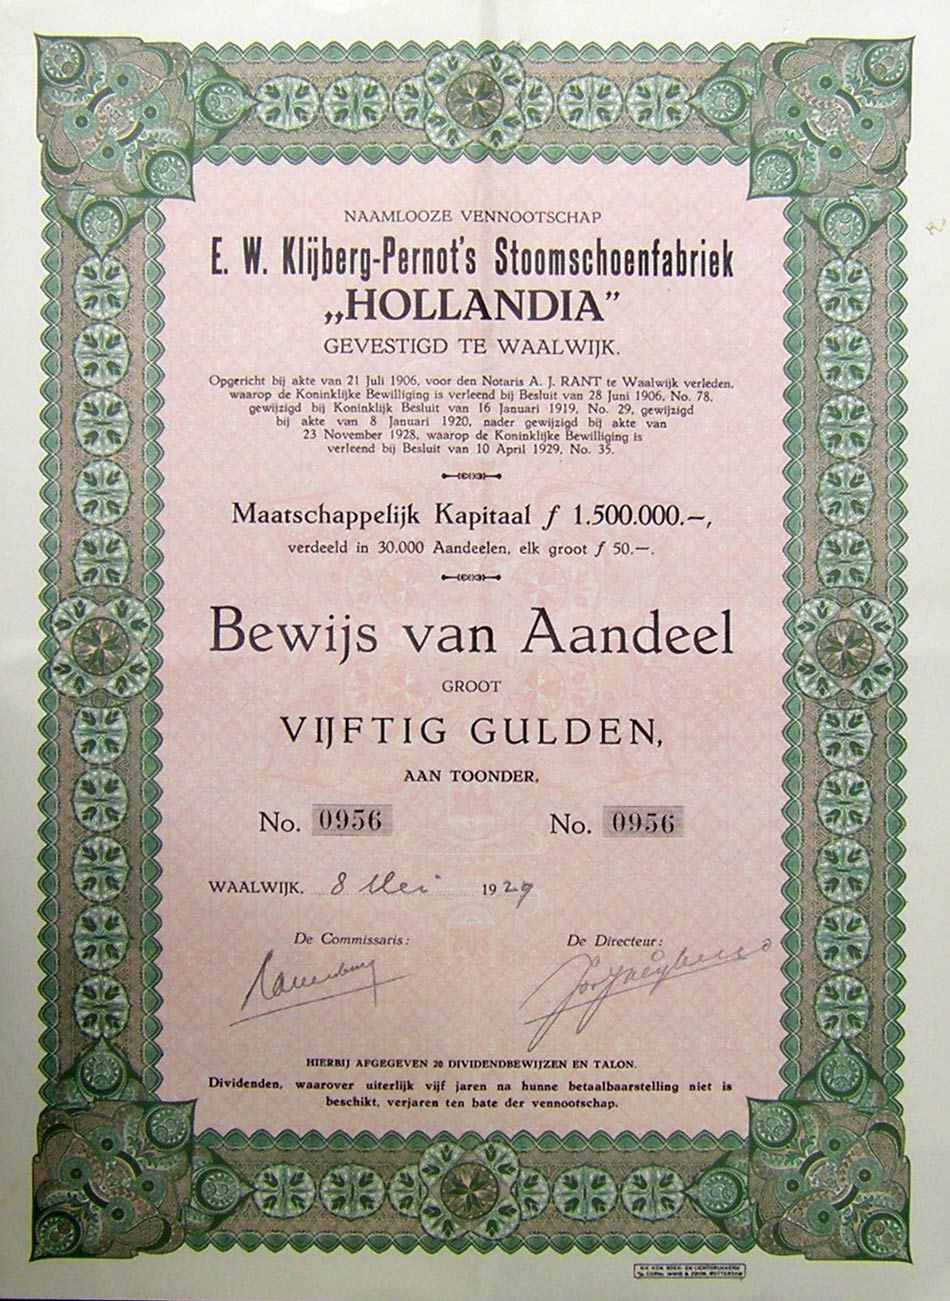 NAAMLOOZE VENNOOTSCHAP
E. W. Klijberg-Pernot's Stoomschoenfabriek
„HOLLANDIA”
GEVESTIGD TE WAALWIJK.
Opgericht bij akte van 21 Juli 1906, voor den Notaris A. J. RANT te Waalwijk verleden,
waarop de Koninklijke Bewilliging is verleend bij Besluit van 28 Juni 1906, No. 78,
gewijzigd bij Koninklijk Besluit van 16 Januari 1919, No. 29, gewijzigd
bij akte van 8 Januari 1920, nader gewijzigd bij akte van
23 November 1928, waarop de Koninklijke Bewilliging is
verleend bij Besluit van 10 April 1929, No. 35.
Maatschappelijk Kapitaal f 1.500.000.—,
verdeeld in 30.000 Aandeelen, elk groot f 50.—.
Bewijs van Aandeel
GROOT
VIJFTIG GULDEN,
AAN TOONDER.
No. 0956 No. 0956
WAALWIJK, 8 Mei 1929
De Commissaris: De Directeur:
HIERBIJ AFGEGEVEN 20 DIVIDENDBEWIJZEN EN TALON.
Dividenden, waarover uiterlijk vijf jaren na hunne betaalbaarstelling niet is
beschikt, verjaren ten bate der vennootschap.
N.V. KON. BOEK- EN LICHTDRUKKERIJ
& ZOON, ROTTERDAM